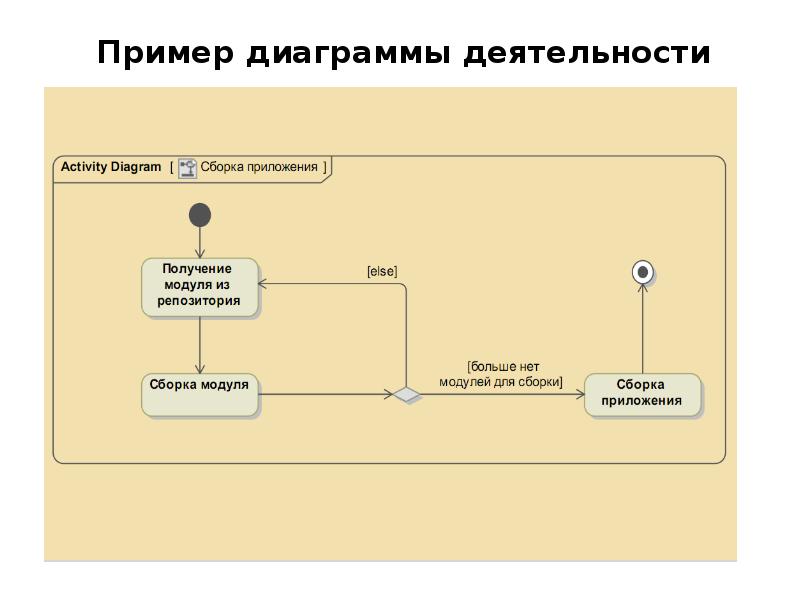 Пример диаграммы деятельности
Activity Diagram [ Сборка приложения ]
Получение
модуля из
репозитория
[else]
Сборка модуля
[больше нет
модулей для сборки]
Сборка
приложения